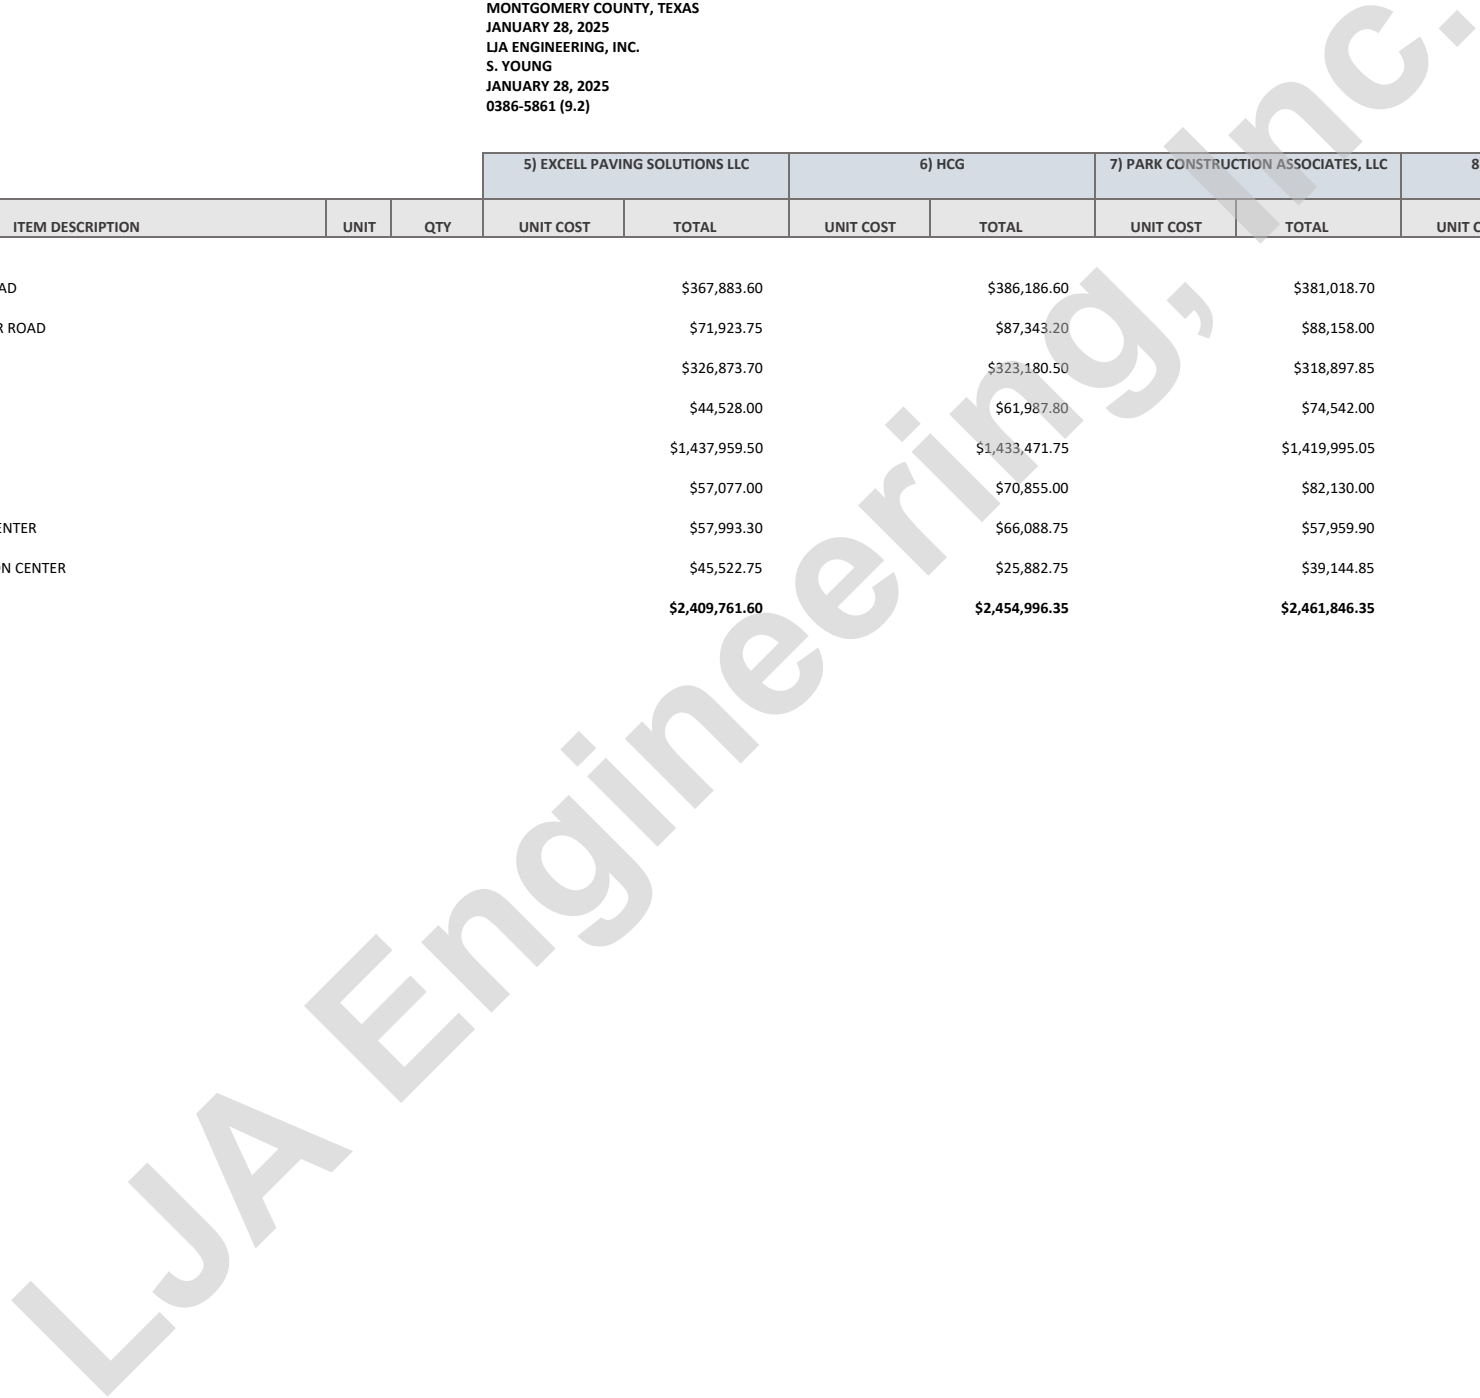 MONTGOMERY COUNTY, TEXAS
JANUARY 28, 2025
LJA ENGINEERING, INC.
S. YOUNG
JANUARY 28, 2025
0386-5861 (9.2)
5) EXCELL PAVING SOLUTIONS LLC 6) HCG 7) PARK CONSTRUCTION ASSOCIATES, LLC 8
ITEM DESCRIPTION UNIT QTY UNIT COST TOTAL UNIT COST TOTAL UNIT COST TOTAL UNIT C
AD $367,883.60 $386,186.60 $381,018.70
R ROAD $71,923.75 $87,343.20 $88,158.00
$326,873.70 $323,180.50 $318,897.85
$44,528.00 $61,987.80 $74,542.00
$1,437,959.50 $1,433,471.75 $1,419,995.05
$57,077.00 $70,855.00 $82,130.00
ENTER $57,993.30 $66,088.75 $57,959.90
N CENTER $45,522.75 $25,882.75 $39,144.85
$2,409,761.60 $2,454,996.35 $2,461,846.35
LJA Engineering, Inc.